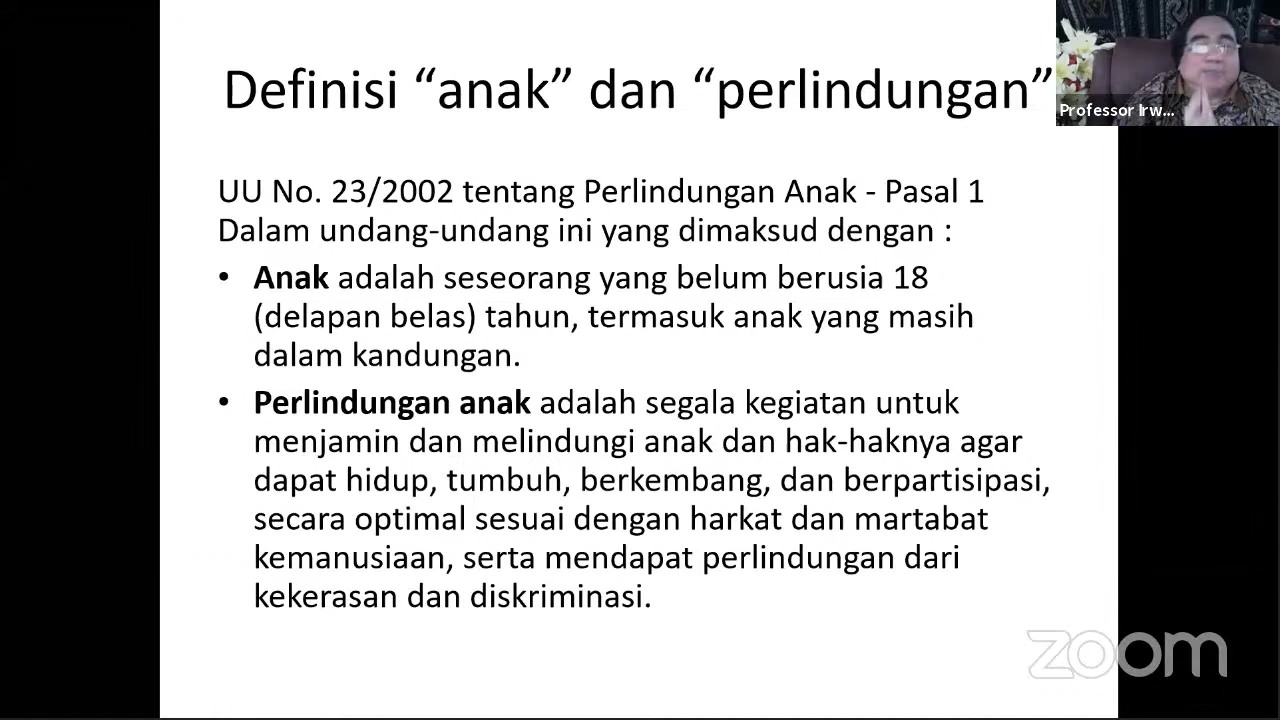 Definisi “anak” dan “perlindungan”
Professor Irw...
UU No. 23/2002 tentang Perlindungan Anak - Pasal 1
Dalam undang-undang ini yang dimaksud dengan :
• Anak adalah seseorang yang belum berusia 18
(delapan belas) tahun, termasuk anak yang masih
dalam kandungan.
• Perlindungan anak adalah segala kegiatan untuk
menjamin dan melindungi anak dan hak-haknya agar
dapat hidup, tumbuh, berkembang, dan berpartisipasi,
secara optimal sesuai dengan harkat dan martabat
kemanusiaan, serta mendapat perlindungan dari
kekerasan dan diskriminasi.
zoom